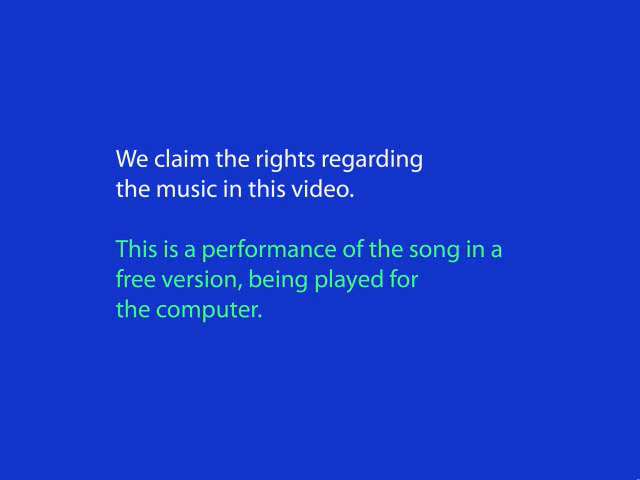 We claim the rights regarding
the music in this video.
This is a performance of the song in a
free version, being played for
the computer.